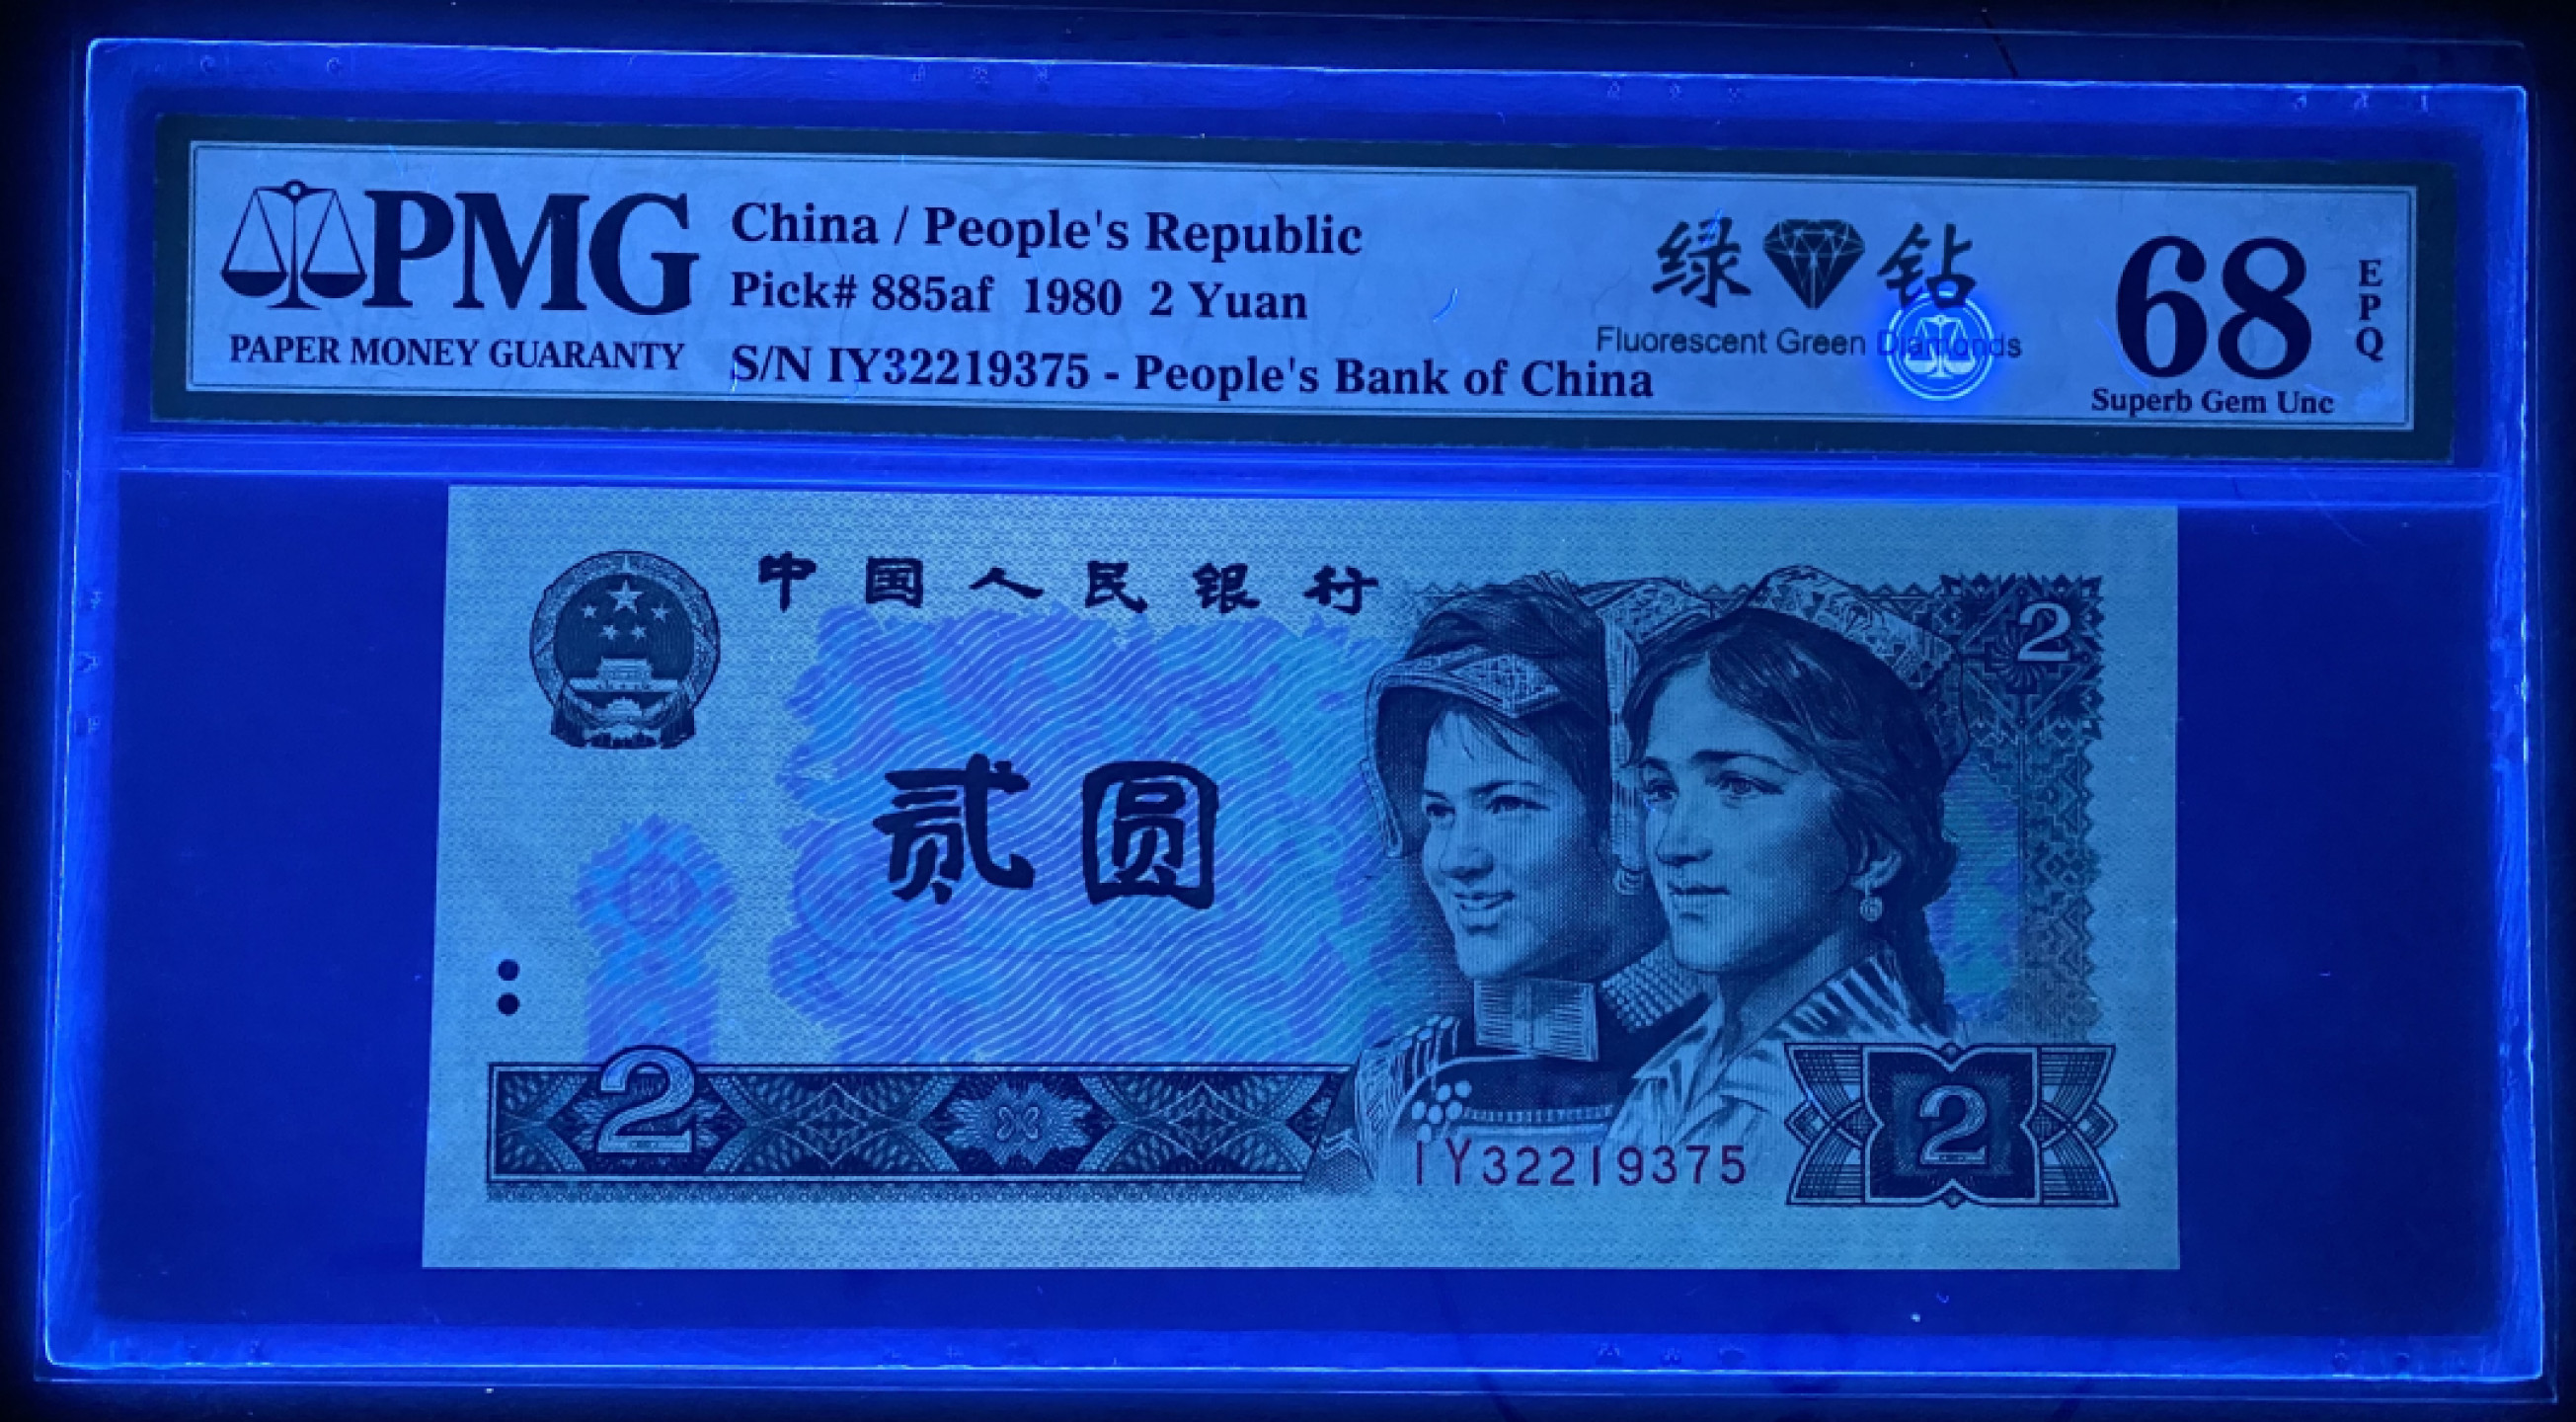 PMG
PAPER MONEY GUARANTY
China / People's Republic
Pick# 885af 1980 2 Yuan
S/N IY32219375 - People's Bank of China
绿 钻
Fluorescent Green Diamonds
68
EPQ
Superb Gem Unc
中国人民银行
2
贰圆
2
IY32219375
2